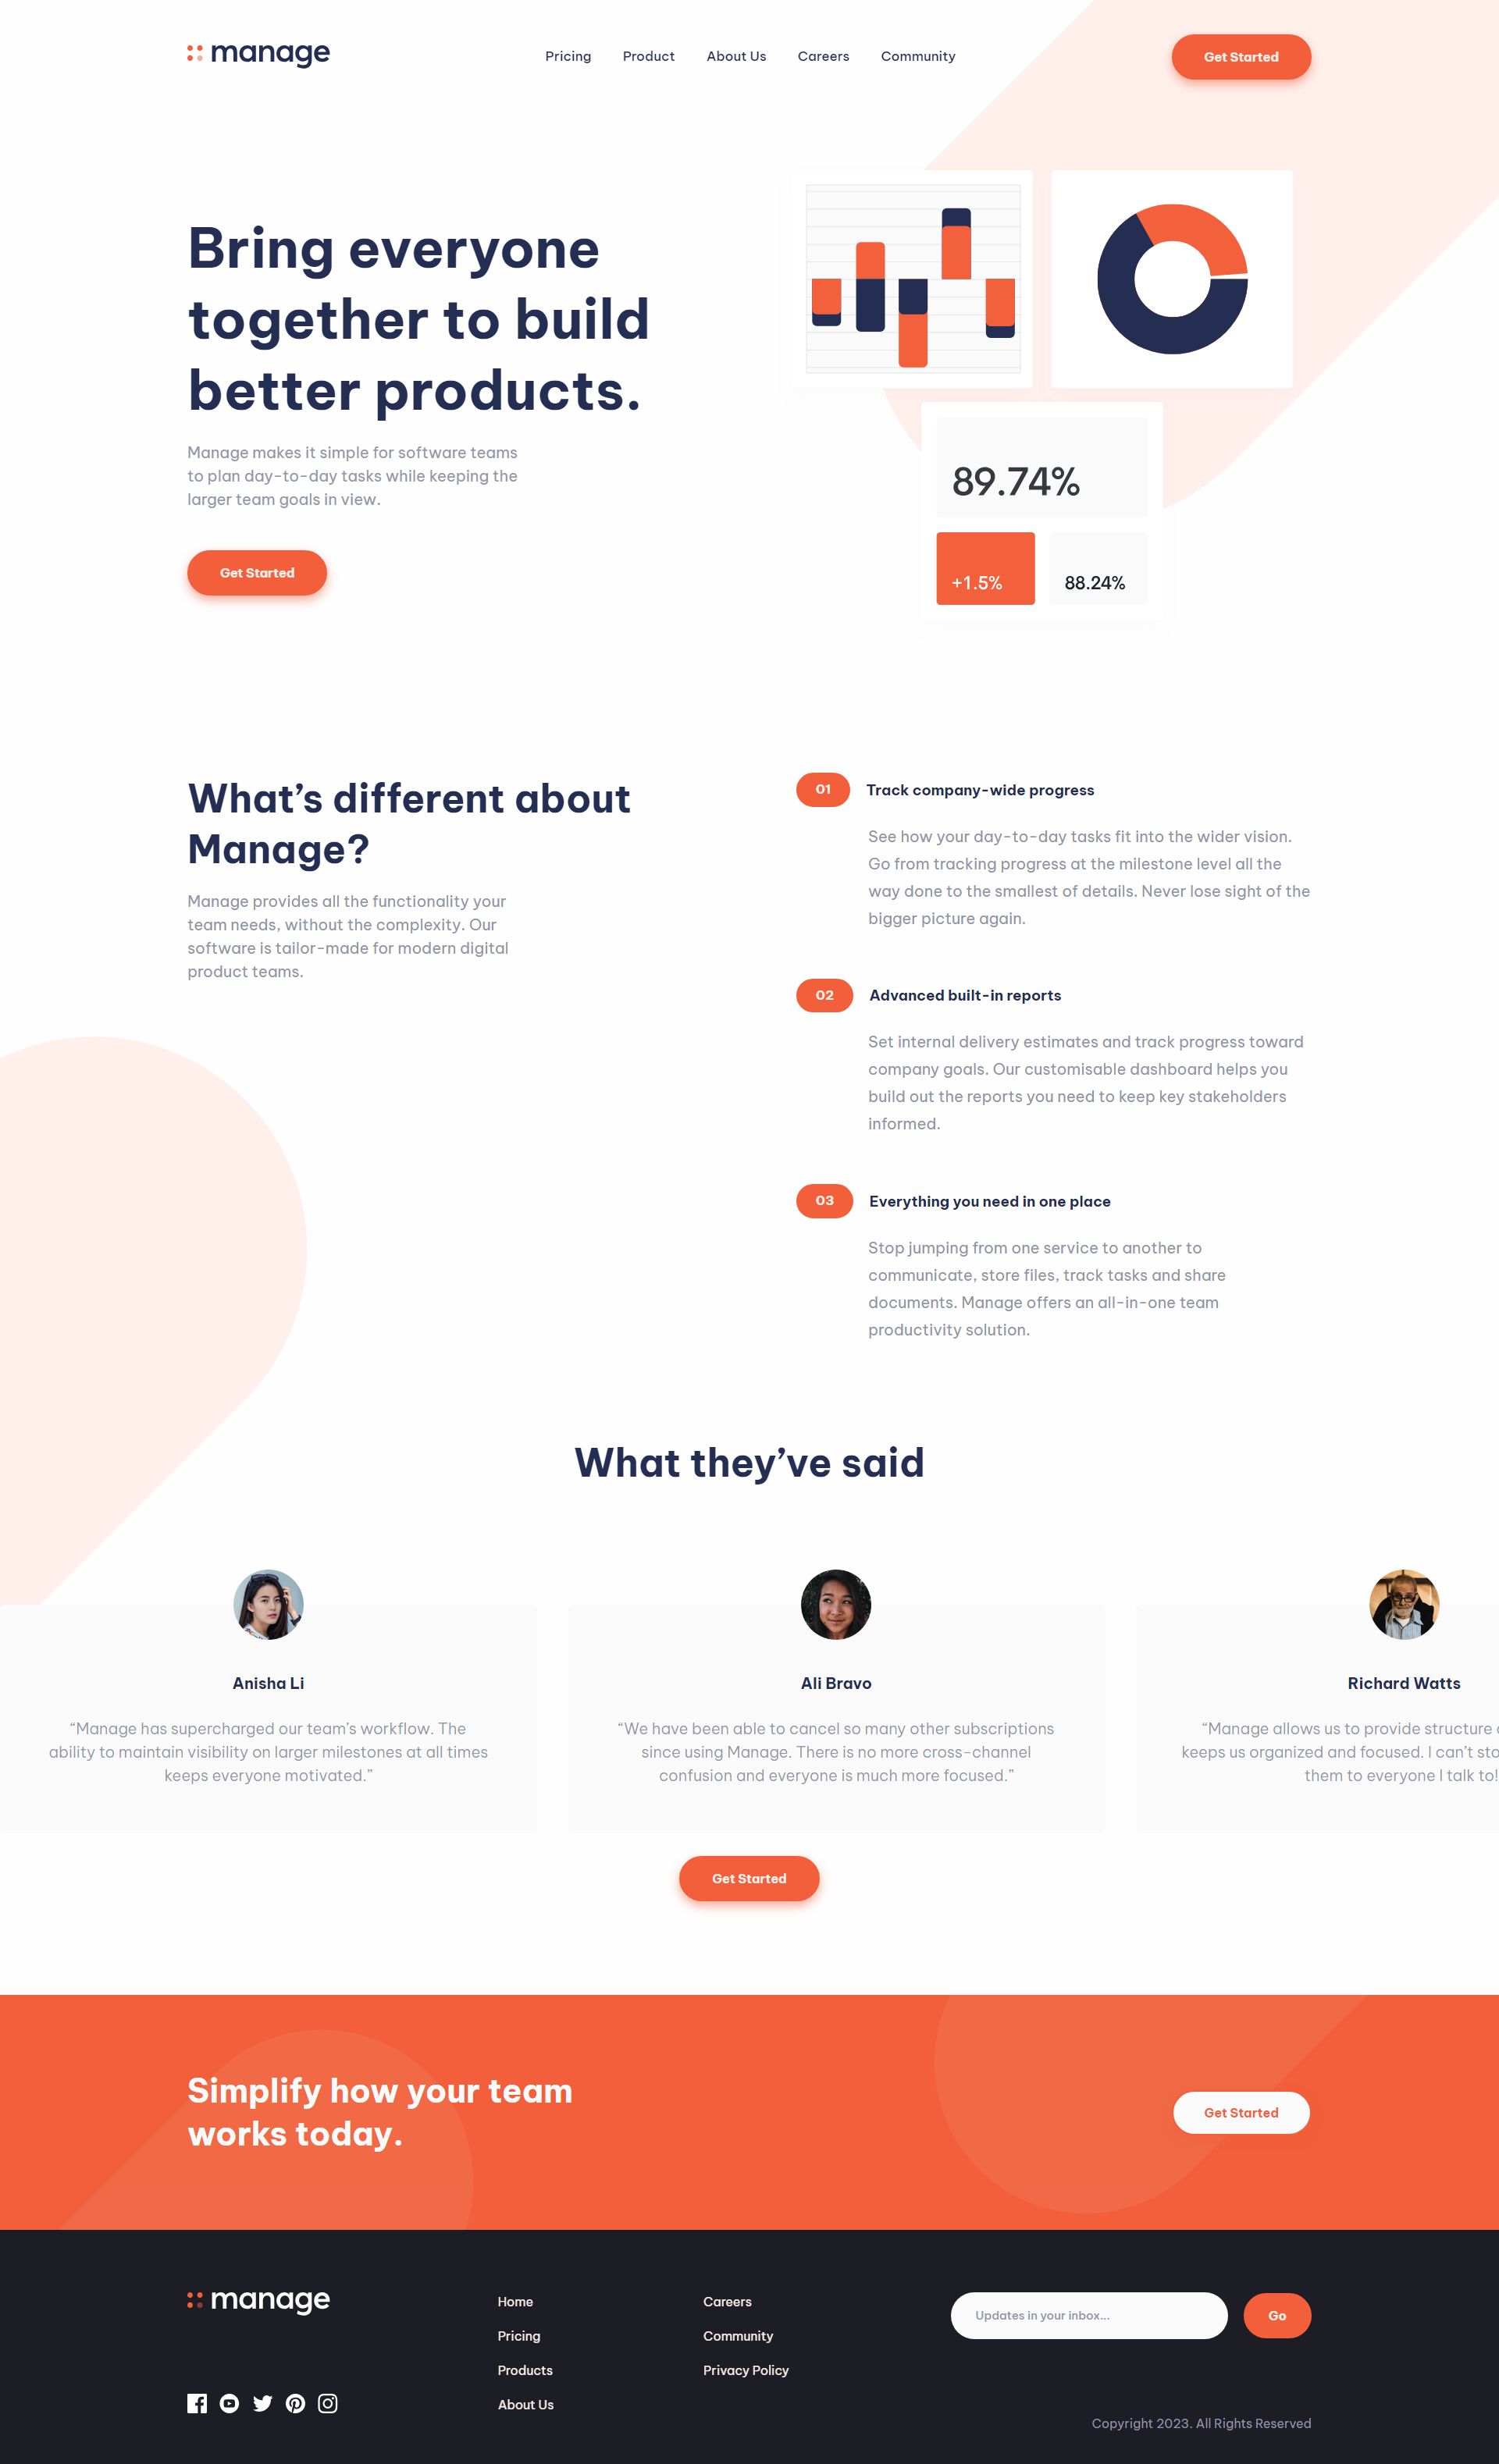 manage
Pricing Product About Us Careers Community
Get Started
Bring everyone
together to build
better products.
Manage makes it simple for software teams
to plan day-to-day tasks while keeping the
larger team goals in view.
Get Started
89.74%
+1.5%
88.24%
What’s different about
Manage?
Manage provides all the functionality your
team needs, without the complexity. Our
software is tailor-made for modern digital
product teams.
01 Track company-wide progress
See how your day-to-day tasks fit into the wider vision.
Go from tracking progress at the milestone level all the
way done to the smallest of details. Never lose sight of the
bigger picture again.
02 Advanced built-in reports
Set internal delivery estimates and track progress toward
company goals. Our customisable dashboard helps you
build out the reports you need to keep key stakeholders
informed.
03 Everything you need in one place
Stop jumping from one service to another to
communicate, store files, track tasks and share
documents. Manage offers an all-in-one team
productivity solution.
What they’ve said
Anisha Li
“Manage has supercharged our team’s workflow. The
ability to maintain visibility on larger milestones at all times
keeps everyone motivated.”
Ali Bravo
“We have been able to cancel so many other subscriptions
since using Manage. There is no more cross-channel
confusion and everyone is much more focused.”
Richard Watts
“Manage allows us to provide structure
keeps us organized and focused. I can’t
them to everyone I talk to!
Get Started
Simplify how your team
works today.
Get Started
manage
Home
Pricing
Products
About Us
Careers
Community
Privacy Policy
Updates in your inbox...
Go
Copyright 2023. All Rights Reserved